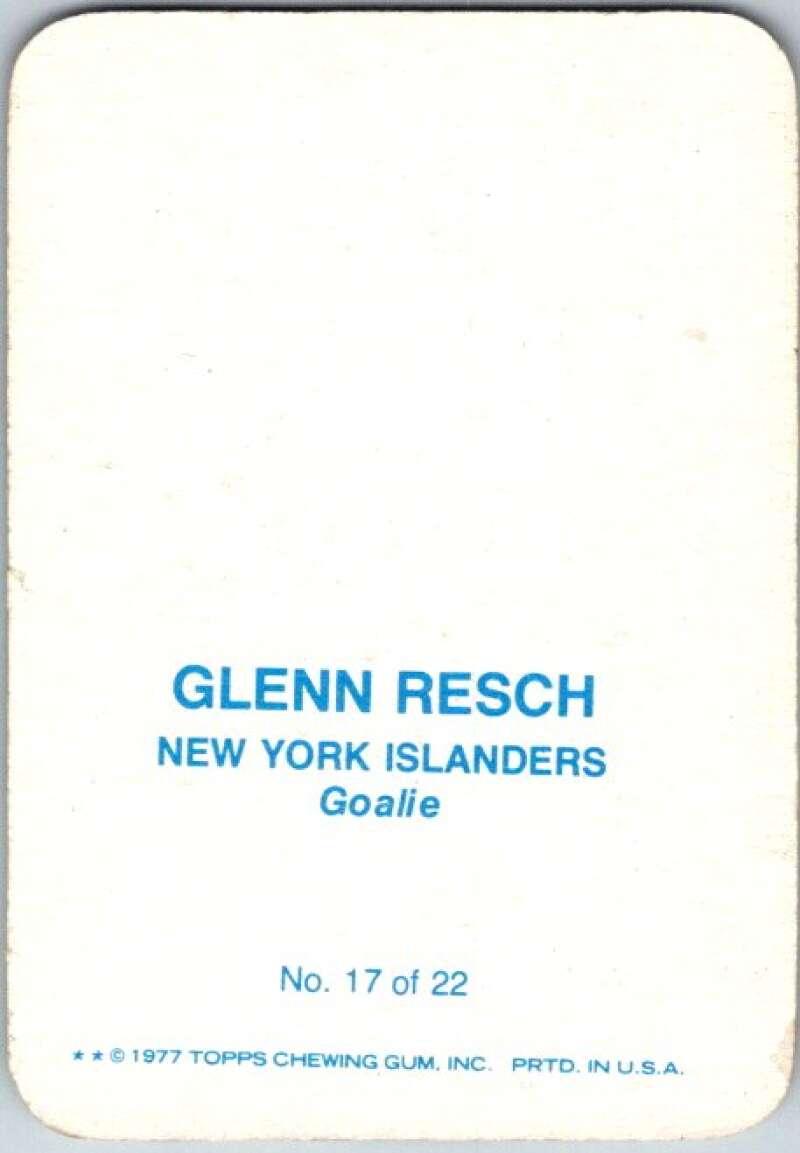 GLENN RESCH
NEW YORK ISLANDERS
Goalie
No. 17 of 22
★ ★ © 1977 TOPPS CHEWING GUM, INC. PRTD. IN U.S.A.